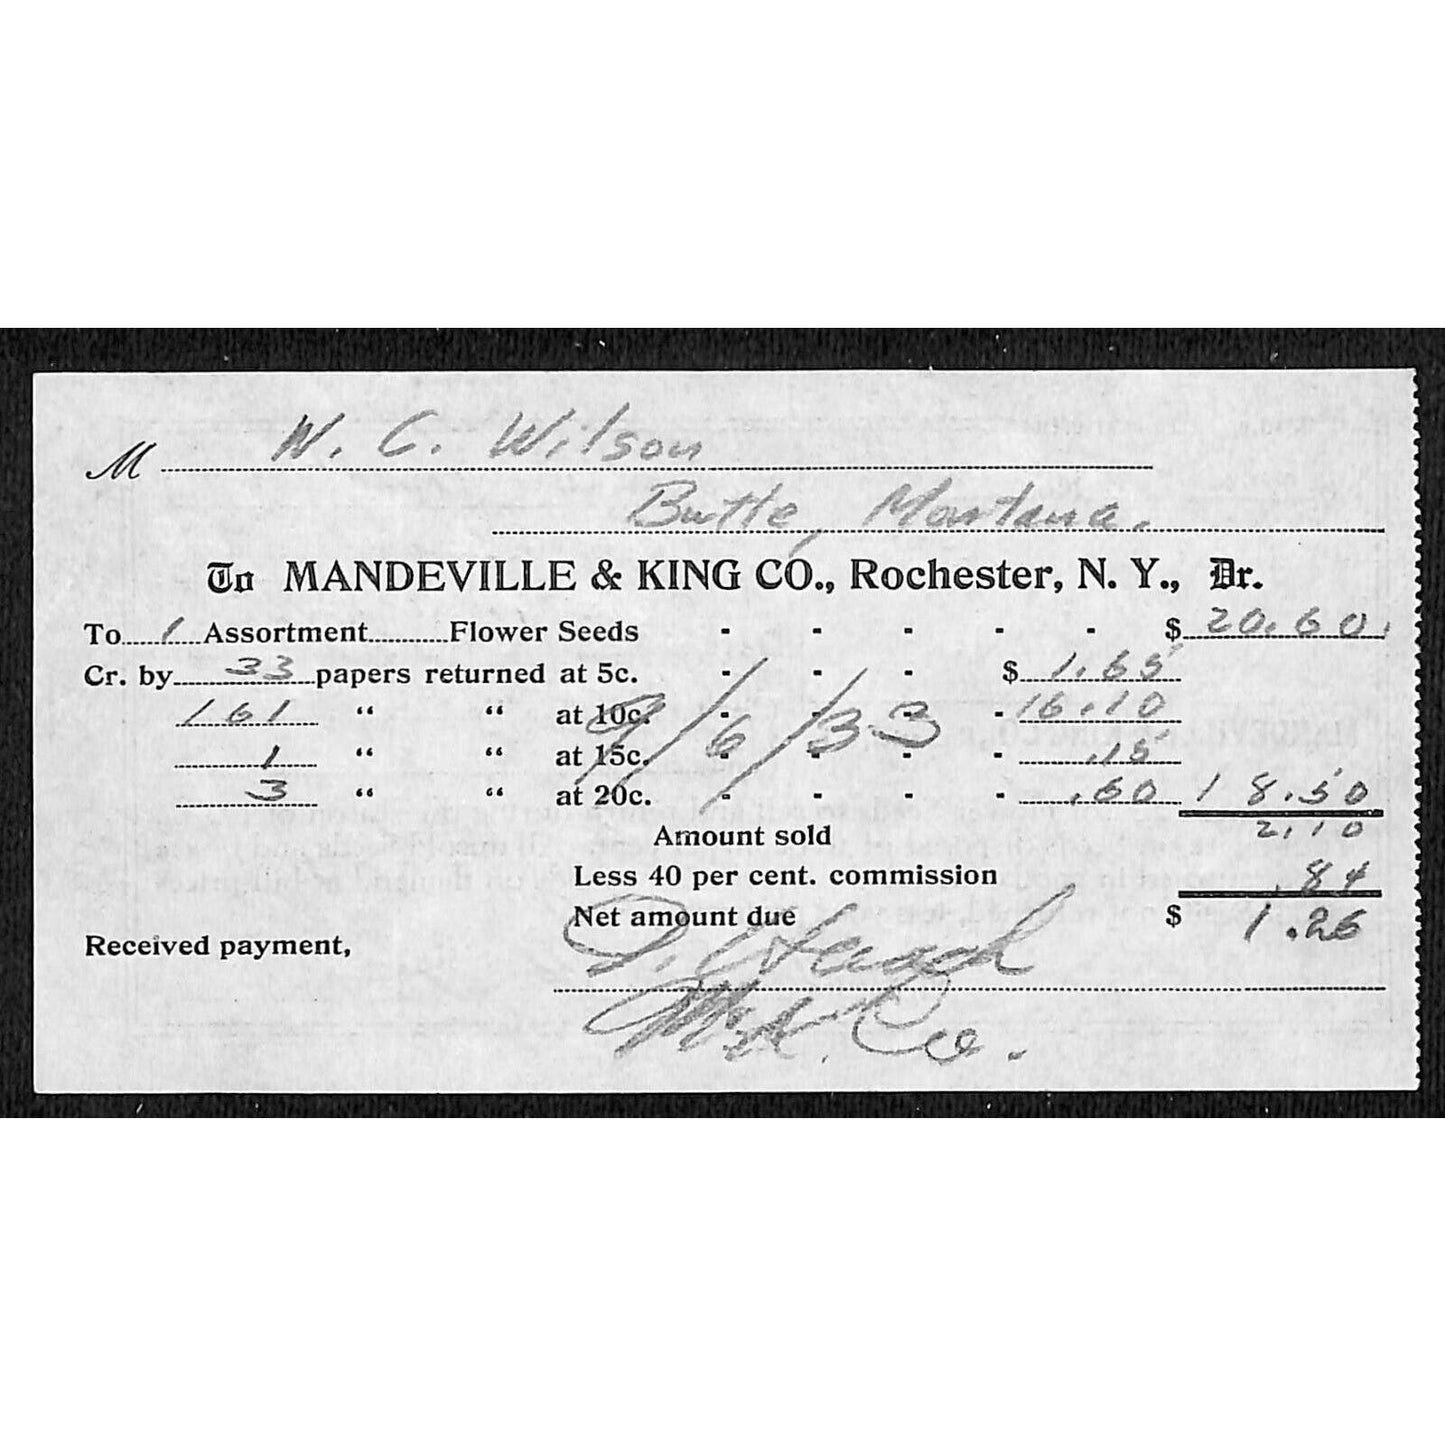 M W. C. Wilson
Butte, Montana.
To MANDEVILLE & KING CO., Rochester, N. Y., Dr.
To 1 Assortment Flower Seeds - - - - - $ 20.60.
Cr. by 33 papers returned at 5c. - - - $ 1.65
161 “ “ at 10c. - - - - 16.10
1 “ “ at 15c. - - - - .15
3 “ “ at 20c. - - - - .60 18.50
9/6/33
Amount sold 2.10
Less 40 per cent. commission .84
Net amount due $ 1.26
Received payment,
M. & K. Co.